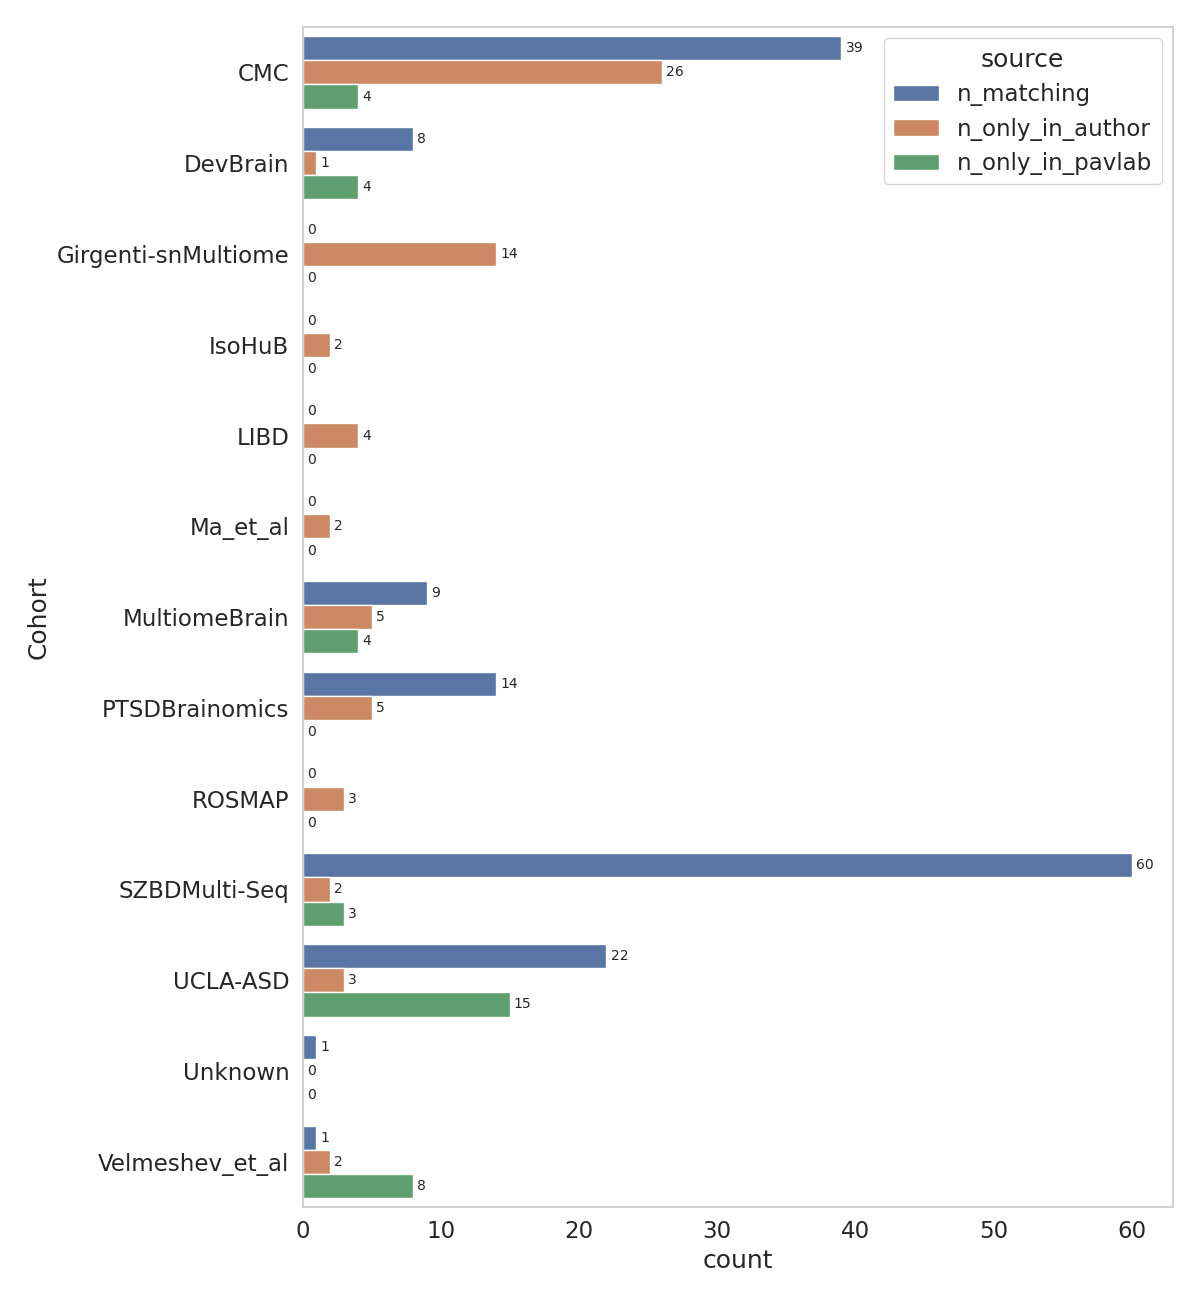 source
n_matching
n_only_in_author
n_only_in_pavlab
CMC
39
26
4
DevBrain
8
1
4
Girgenti-snMultiome
0
14
0
IsoHuB
0
2
0
LIBD
0
4
0
Ma_et_al
0
2
0
MultiomeBrain
9
5
4
PTSDBrainomics
14
5
0
ROSMAP
0
3
0
SZBDMulti-Seq
60
2
3
UCLA-ASD
22
3
15
Unknown
1
0
0
Velmeshev_et_al
1
2
8
Cohort
0 10 20 30 40 50 60
count